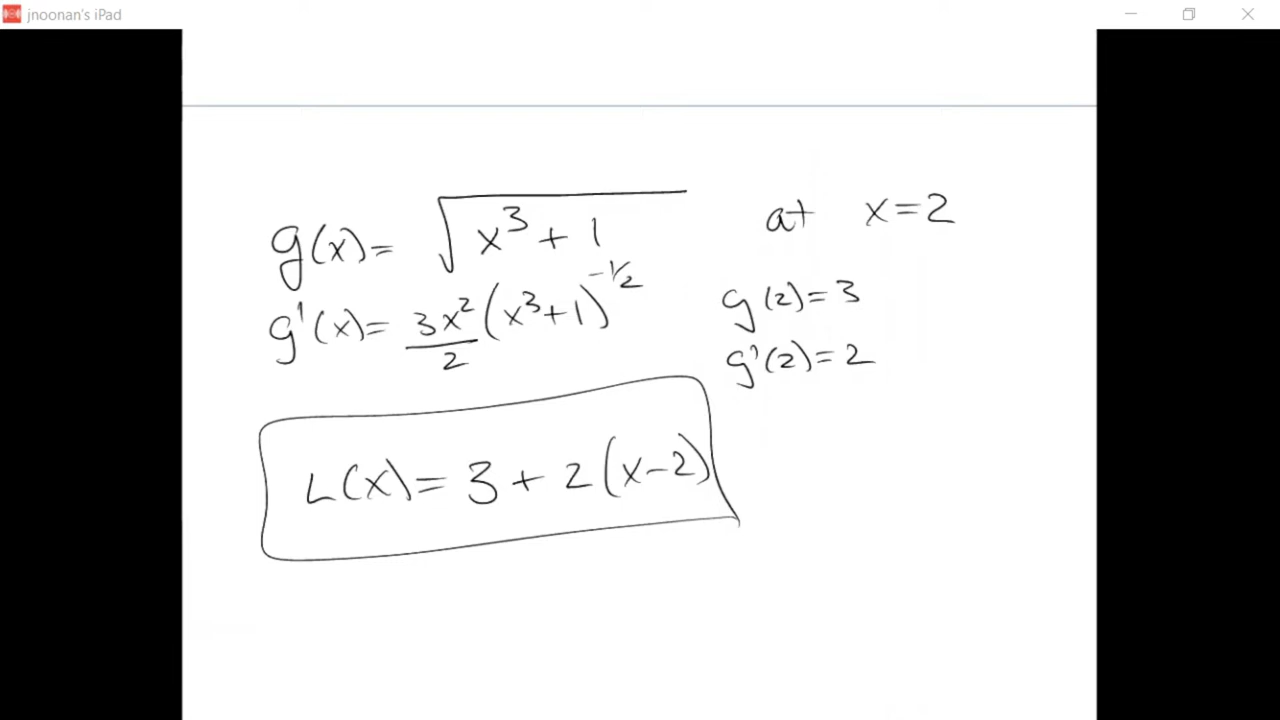 jnoonan's iPad
g(x) = √(x³ + 1) at x = 2
g'(x) = 3x²/2 (x³+1)^(-1/2)
g(2) = 3
g'(2) = 2
L(x) = 3 + 2(x-2)